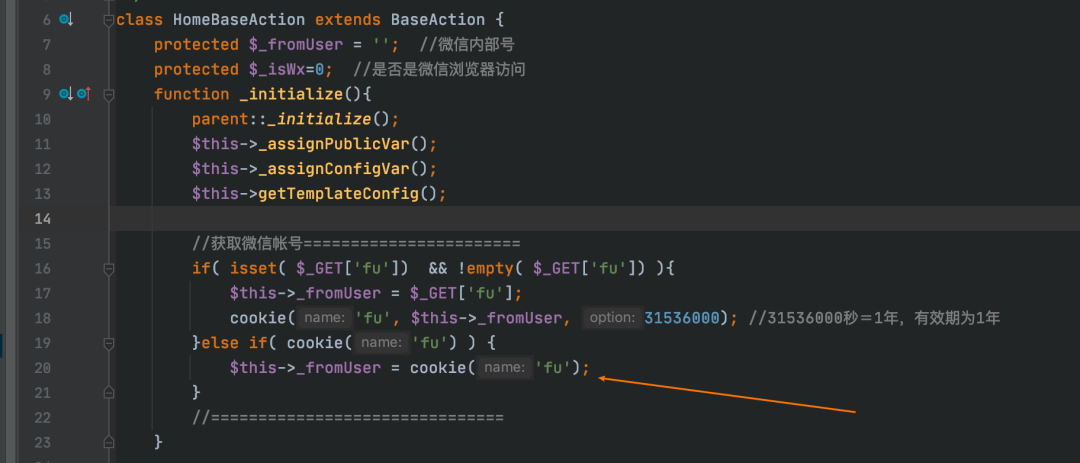 6 class HomeBaseAction extends BaseAction {
7 protected $_fromUser = ''; //微信内部号
8 protected $_isWx=0; //是否是微信浏览器访问
9 function _initialize(){
10 parent::_initialize();
11 $this->_assignPublicVar();
12 $this->_assignConfigVar();
13 $this->getTemplateConfig();
14
15 //获取微信帐号=======================
16 if( isset( $_GET['fu']) && !empty( $_GET['fu']) ){
17 $this->_fromUser = $_GET['fu'];
18 cookie( name: 'fu', $this->_fromUser, option: 31536000); //31536000秒＝1年，有效期为1年
19 }else if( cookie( name: 'fu') ) {
20 $this->_fromUser = cookie( name: 'fu');
21 }
22 //===============================
23 }